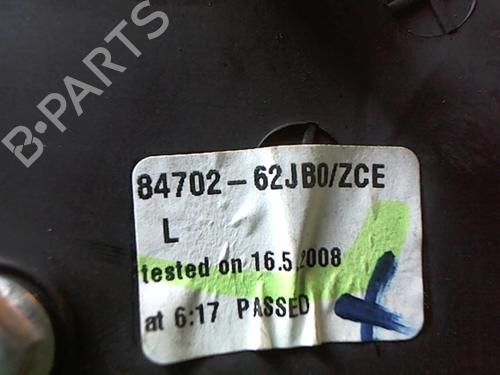 B-PARTS
84702-62JB0/ZCE
L
tested on 16.5.2008
at 6:17 PASSED